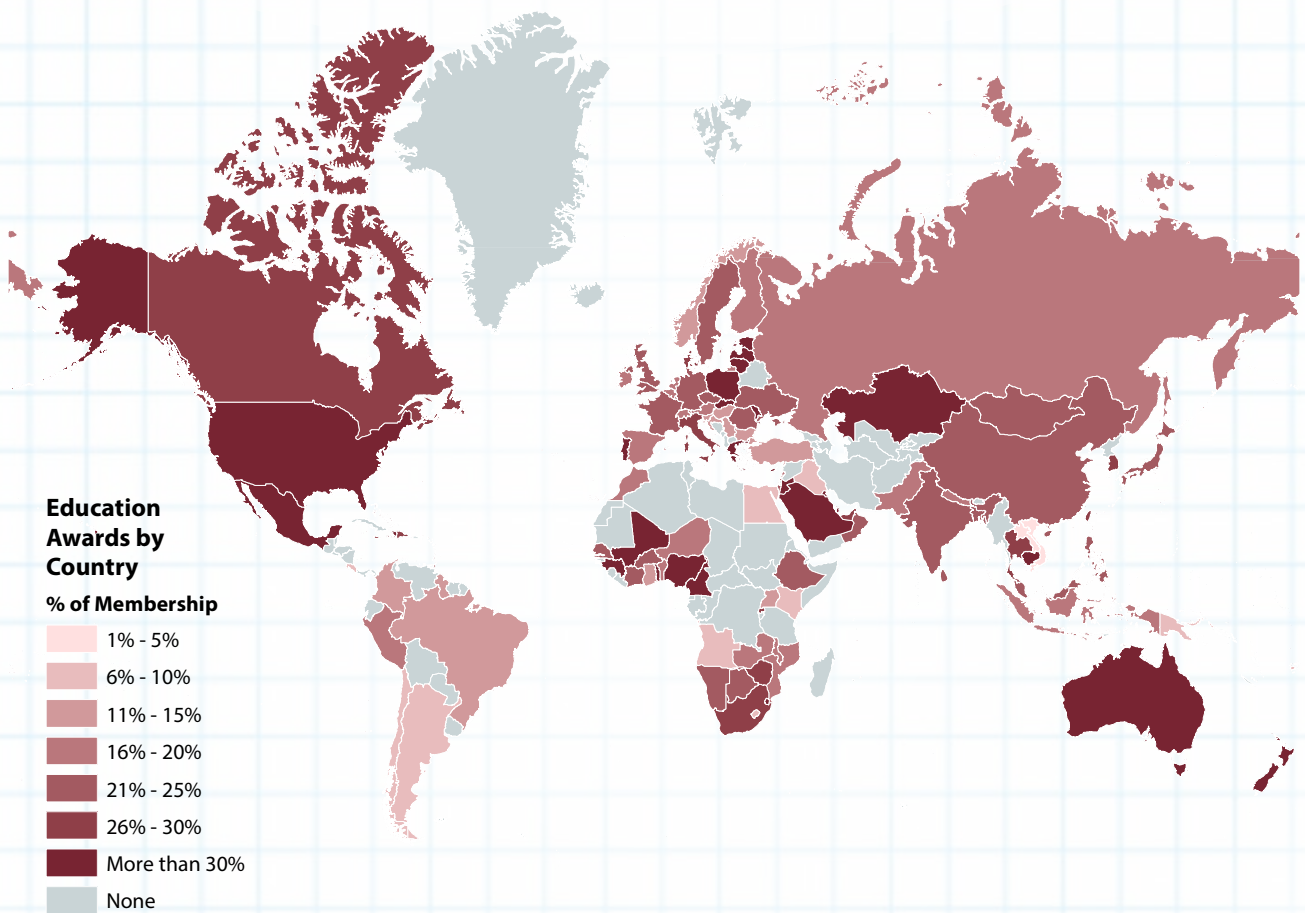 Education
Awards by
Country
% of Membership
1% - 5%
6% - 10%
11% - 15%
16% - 20%
21% - 25%
26% - 30%
More than 30%
None